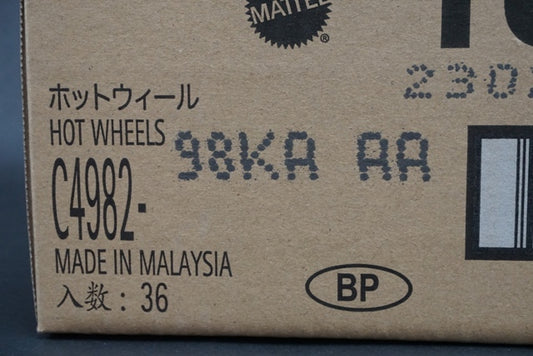 MATTEL
2302
ホットウィール
HOT WHEELS
98KA AA
C4982-
MADE IN MALAYSIA
入数 : 36
BP